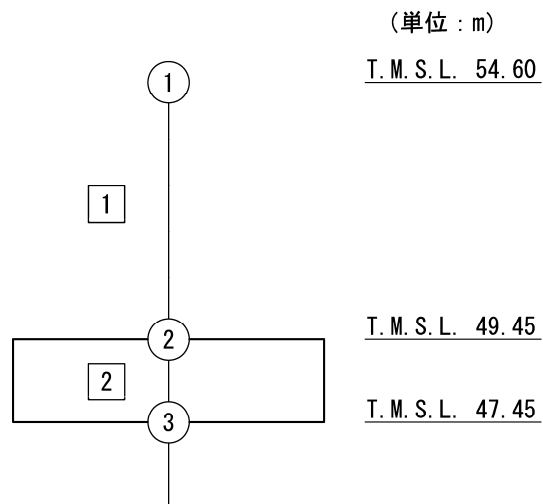 (単位：m)
① T.M.S.L. 54.60
1
② T.M.S.L. 49.45
2
③ T.M.S.L. 47.45